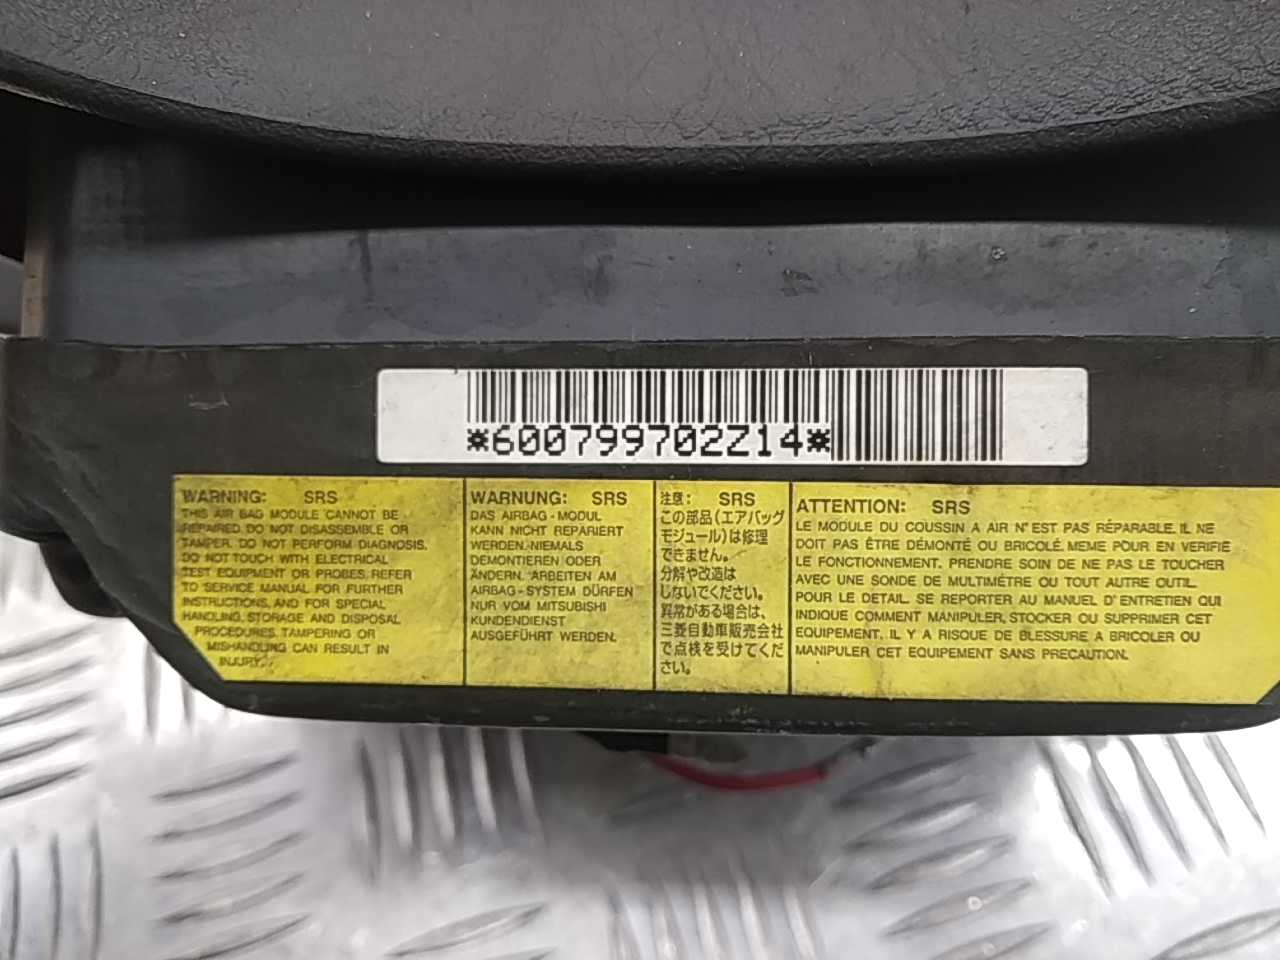 *600799702Z14*
WARNING: SRS
THIS AIR BAG MODULE CANNOT BE
REPAIRED. DO NOT DISASSEMBLE OR
TAMPER. DO NOT PERFORM DIAGNOSIS.
DO NOT TOUCH WITH ELECTRICAL
TEST EQUIPMENT OR PROBES. REFER
TO SERVICE MANUAL FOR FURTHER
INSTRUCTIONS, AND FOR SPECIAL
HANDLING, STORAGE AND DISPOSAL
PROCEDURES. TAMPERING OR
MISHANDLING CAN RESULT IN
INJURY.
WARNUNG: SRS
DAS AIRBAG - MODUL
KANN NICHT REPARIERT
WERDEN. NIEMALS
DEMONTIEREN ODER
ÄNDERN. ARBEITEN AM
AIRBAG - SYSTEM DÜRFEN
NUR VOM MITSUBISHI
KUNDENDIENST
AUSGEFÜHRT WERDEN.
注意: SRS
この部品(エアバッグ
モジュール)は修理
できません。
分解や改造は
しないでください。
異常がある場合は、
三菱自動車販売会社
で点検を受けてくだ
さい。
ATTENTION: SRS
LE MODULE DU COUSSIN A AIR N'EST PAS RÉPARABLE. IL NE
DOIT PAS ÊTRE DÉMONTÉ OU BRICOLÉ. MEME POUR EN VERIFIE
LE FONCTIONNEMENT. PRENDRE SOIN DE NE PAS LE TOUCHER
AVEC UNE SONDE DE MULTIMÉTRE OU TOUT AUTRE OUTIL.
POUR LE DETAIL. SE REPORTER AU MANUEL D'ENTRETIEN QUI
INDIQUE COMMENT MANIPULER, STOCKER OU SUPPRIMER CET
EQUIPEMENT. IL Y A RISQUE DE BLESSURE A BRICOLER OU
MANIPULER CET EQUIPEMENT SANS PRECAUTION.